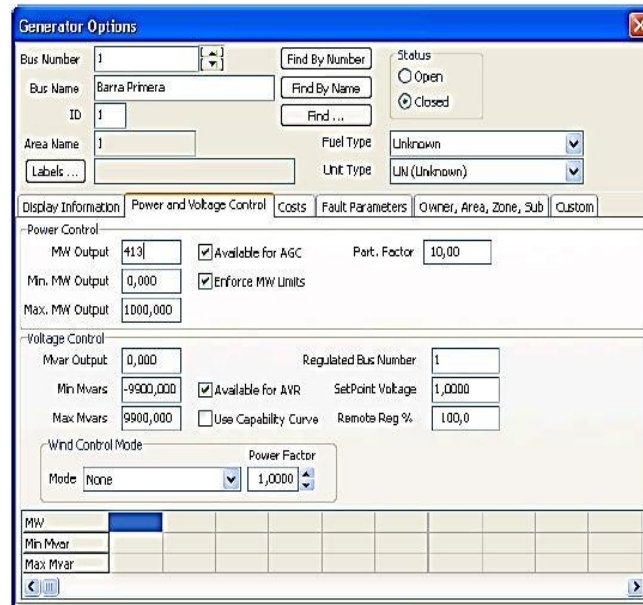 Generator Options
Bus Number 1 Find By Number Status
Open
Bus Name Barra Primera Find By Name
Closed
ID 1 Find ...
Area Name 1 Fuel Type Unknown
Labels ... Unit Type UN (Unknown)
Display Information Power and Voltage Control Costs Fault Parameters Owner, Area, Zone, Sub Custom
Power Control
MW Output 413 Available for AGC Part. Factor 10,00
Min. MW Output 0,000 Enforce MW Limits
Max. MW Output 1000,000
Voltage Control
Mvar Output 0,000 Regulated Bus Number 1
Min Mvars -9900,000 Available for AVR SetPoint Voltage 1,0000
Max Mvars 9900,000 Use Capability Curve Remote Reg % 100,0
Wind Control Mode
Power Factor
Mode None 1,0000
MW
Min Mvar
Max Mvar